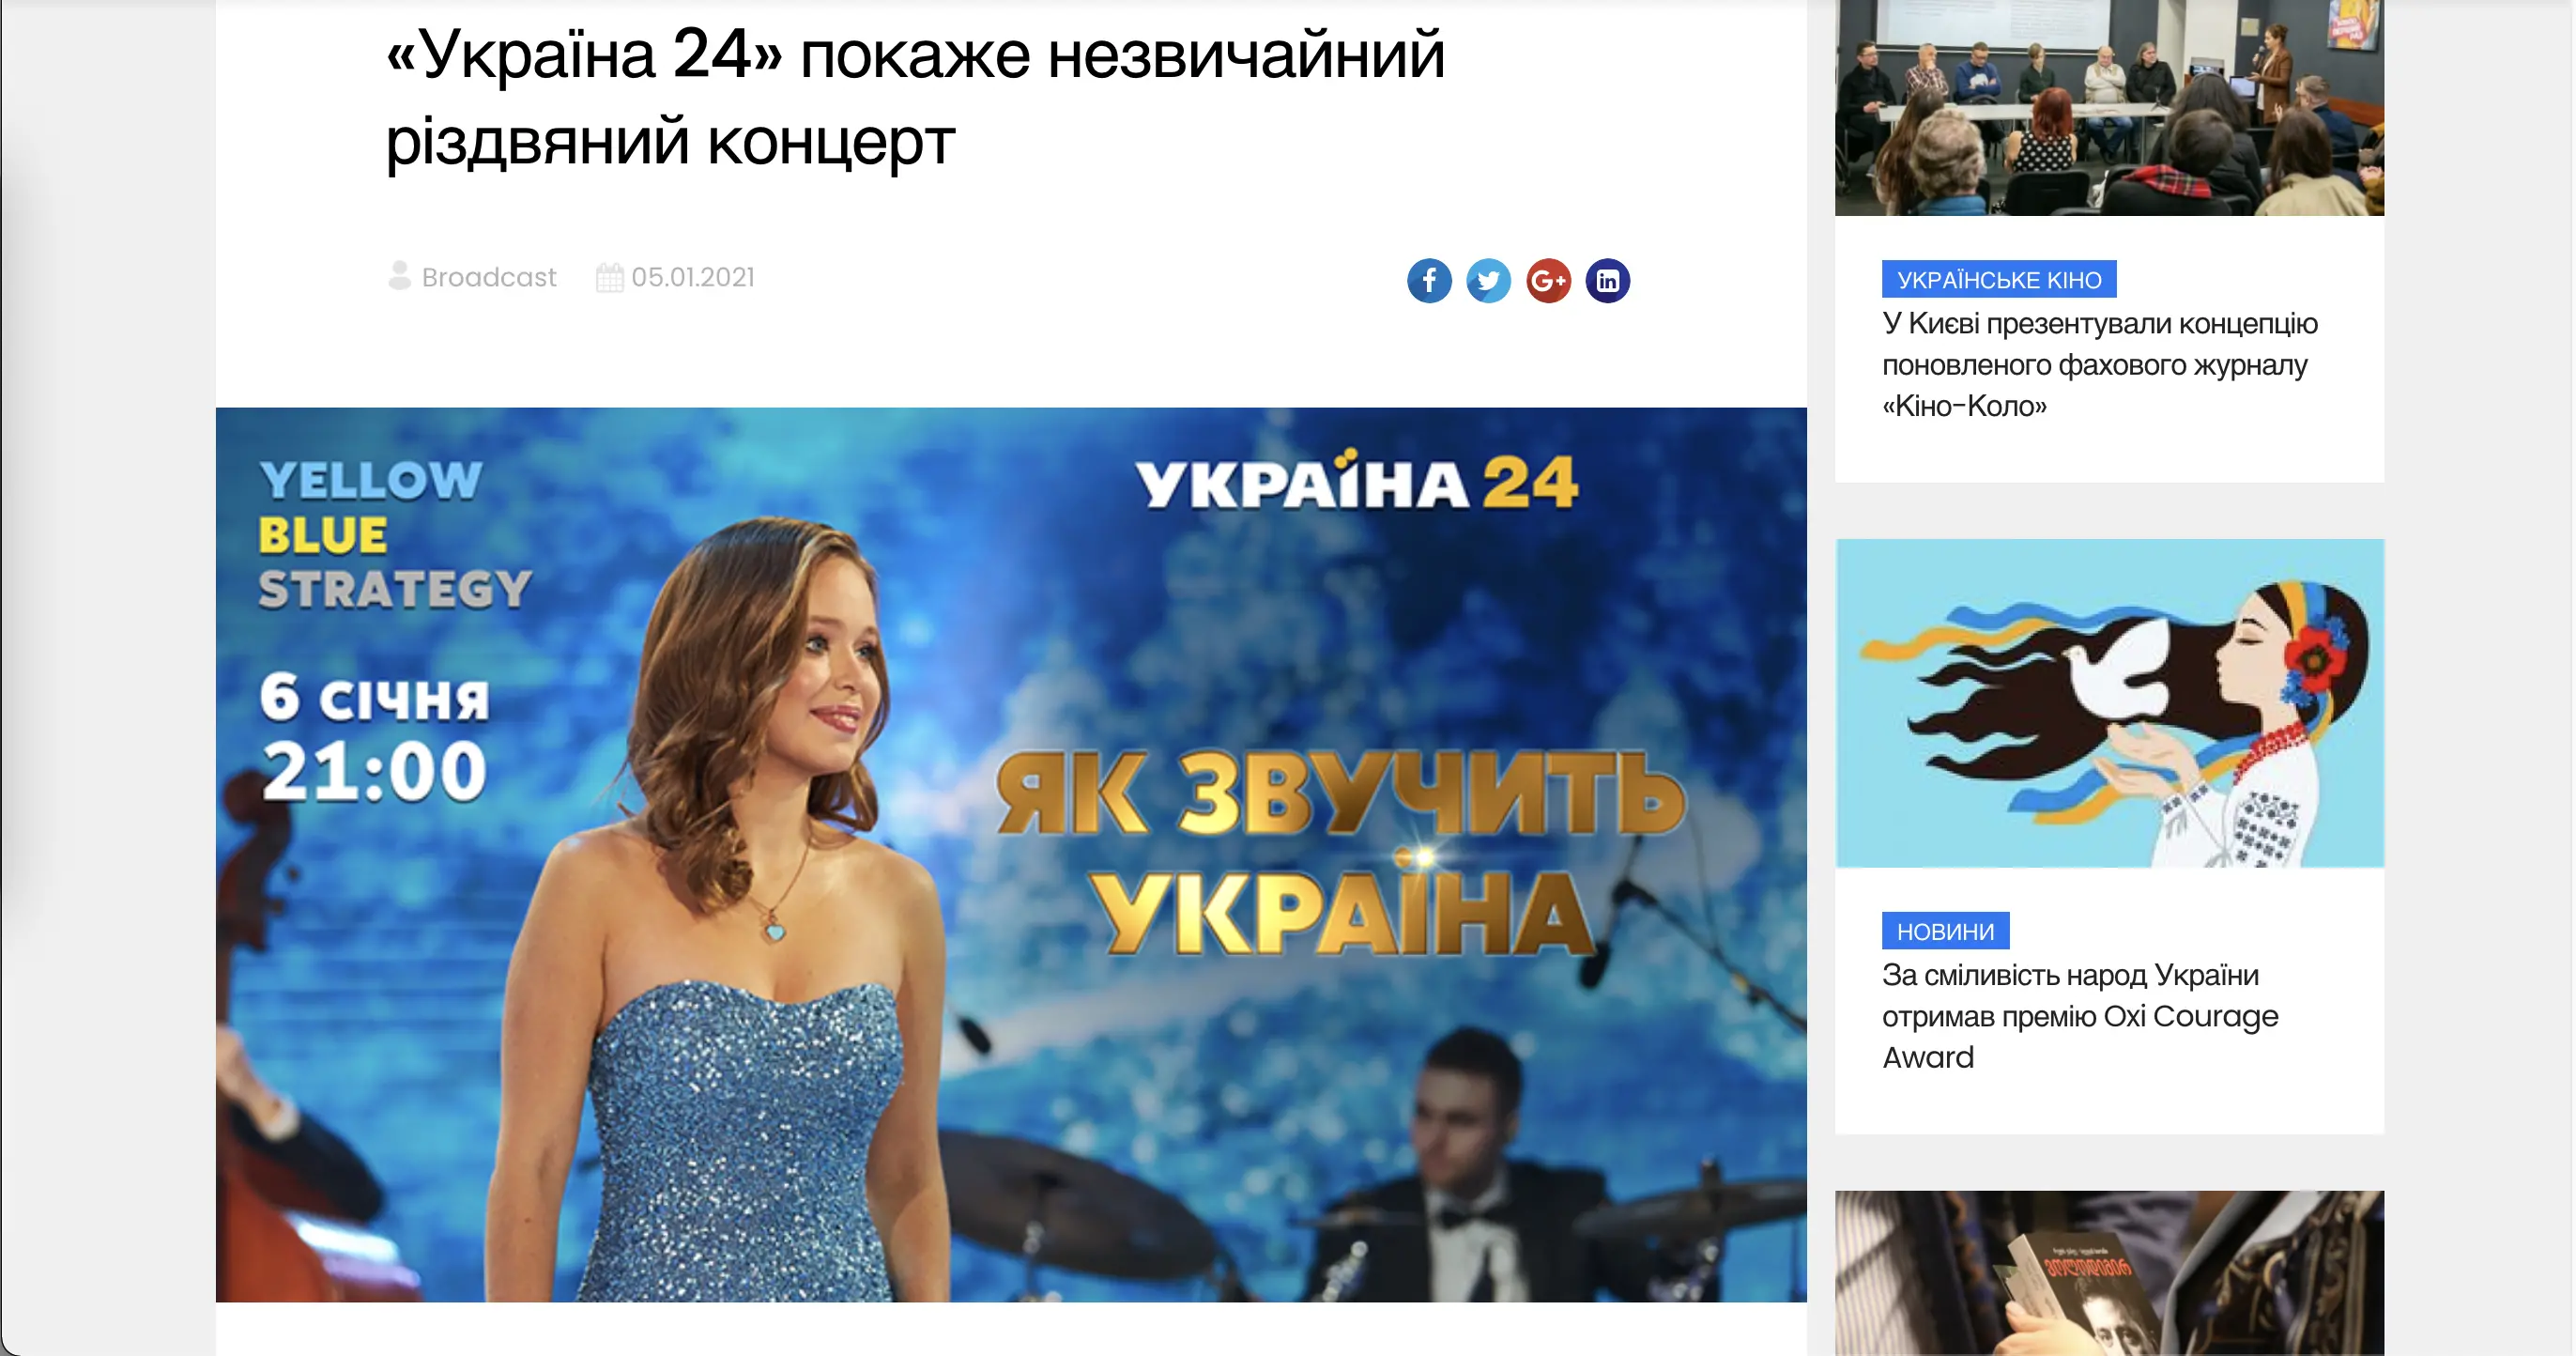 «Україна 24» покаже незвичайний
різдвяний концерт
Broadcast
05.01.2021
YELLOW
BLUE
STRATEGY
6 СІЧНЯ
21:00
УКРАЇНА 24
ЯК ЗВУЧИТЬ
УКРАЇНА
УКРАЇНСЬКЕ КІНО
У Києві презентували концепцію
поновленого фахового журналу
«Кіно-Коло»
НОВИНИ
За сміливість народ України
отримав премію Oxi Courage
Award